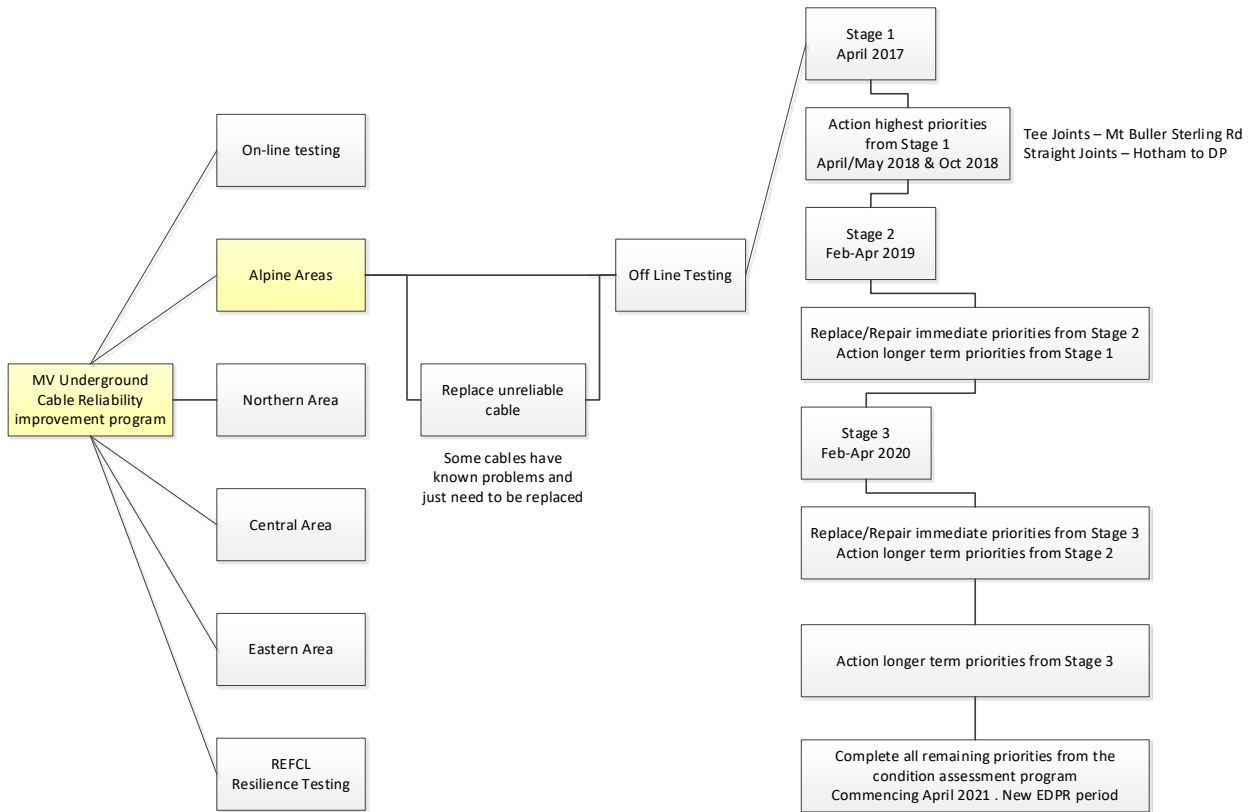 MV Underground
Cable Reliability
improvement program
On-line testing
Alpine Areas
Northern Area
Central Area
Eastern Area
REFCL
Resilience Testing
Replace unreliable
cable
Some cables have
known problems and
just need to be replaced
Off Line Testing
Stage 1
April 2017
Action highest priorities
from Stage 1
April/May 2018 & Oct 2018
Tee Joints – Mt Buller Sterling Rd
Straight Joints – Hotham to DP
Stage 2
Feb-Apr 2019
Replace/Repair immediate priorities from Stage 2
Action longer term priorities from Stage 1
Stage 3
Feb-Apr 2020
Replace/Repair immediate priorities from Stage 3
Action longer term priorities from Stage 2
Action longer term priorities from Stage 3
Complete all remaining priorities from the
condition assessment program
Commencing April 2021 . New EDPR period